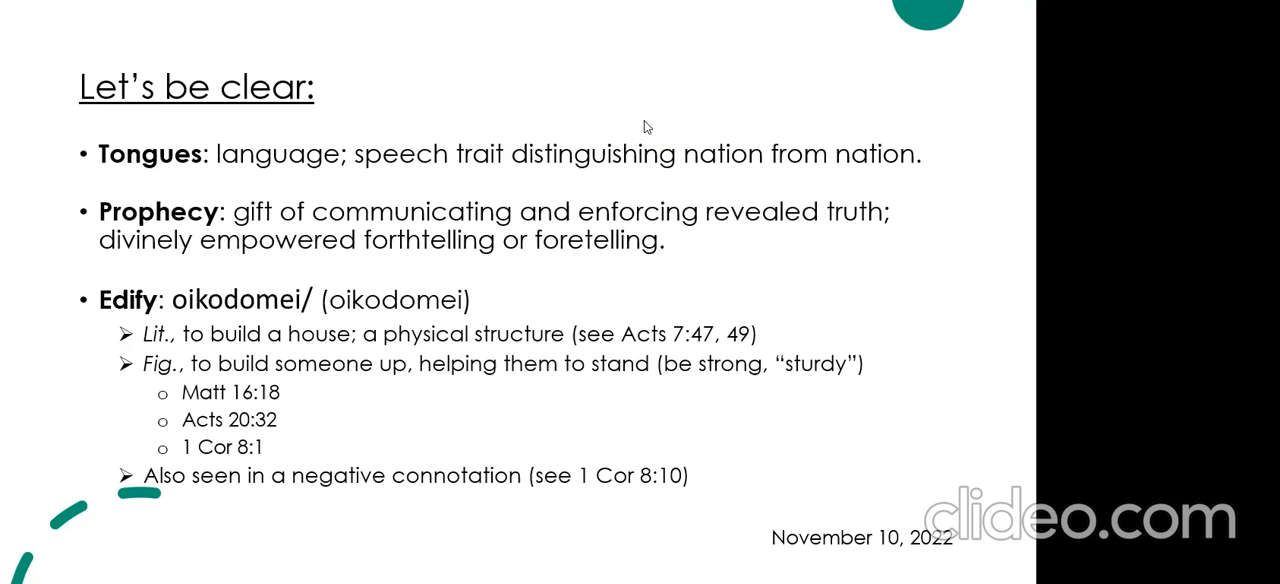 Let's be clear:
• Tongues: language; speech trait distinguishing nation from nation.
• Prophecy: gift of communicating and enforcing revealed truth;
divinely empowered forthtelling or foretelling.
• Edify: oikodomei/ (oikodomei)
➢ Lit., to build a house; a physical structure (see Acts 7:47, 49)
➢ Fig., to build someone up, helping them to stand (be strong, “sturdy”)
o Matt 16:18
o Acts 20:32
o 1 Cor 8:1
➢ Also seen in a negative connotation (see 1 Cor 8:10)
November 10, 2022
clideo.com